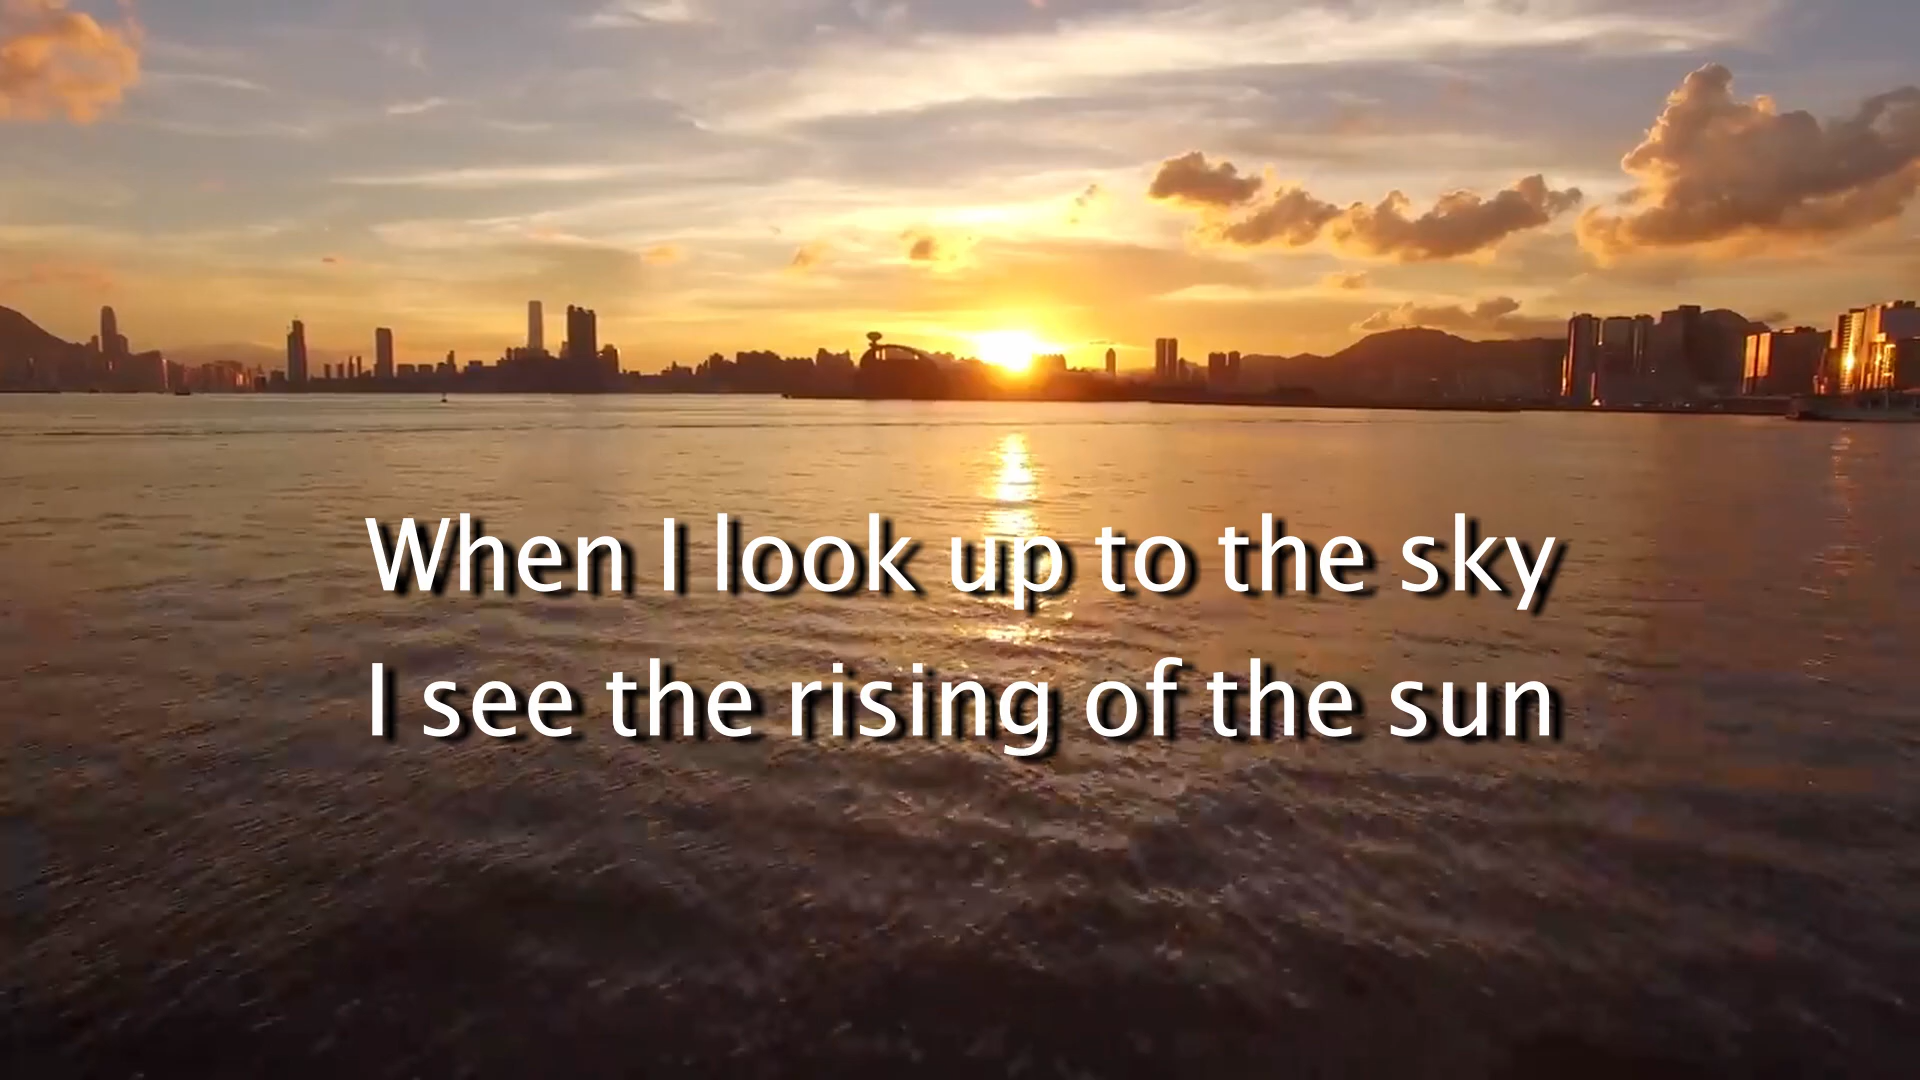 When I look up to the sky
I see the rising of the sun